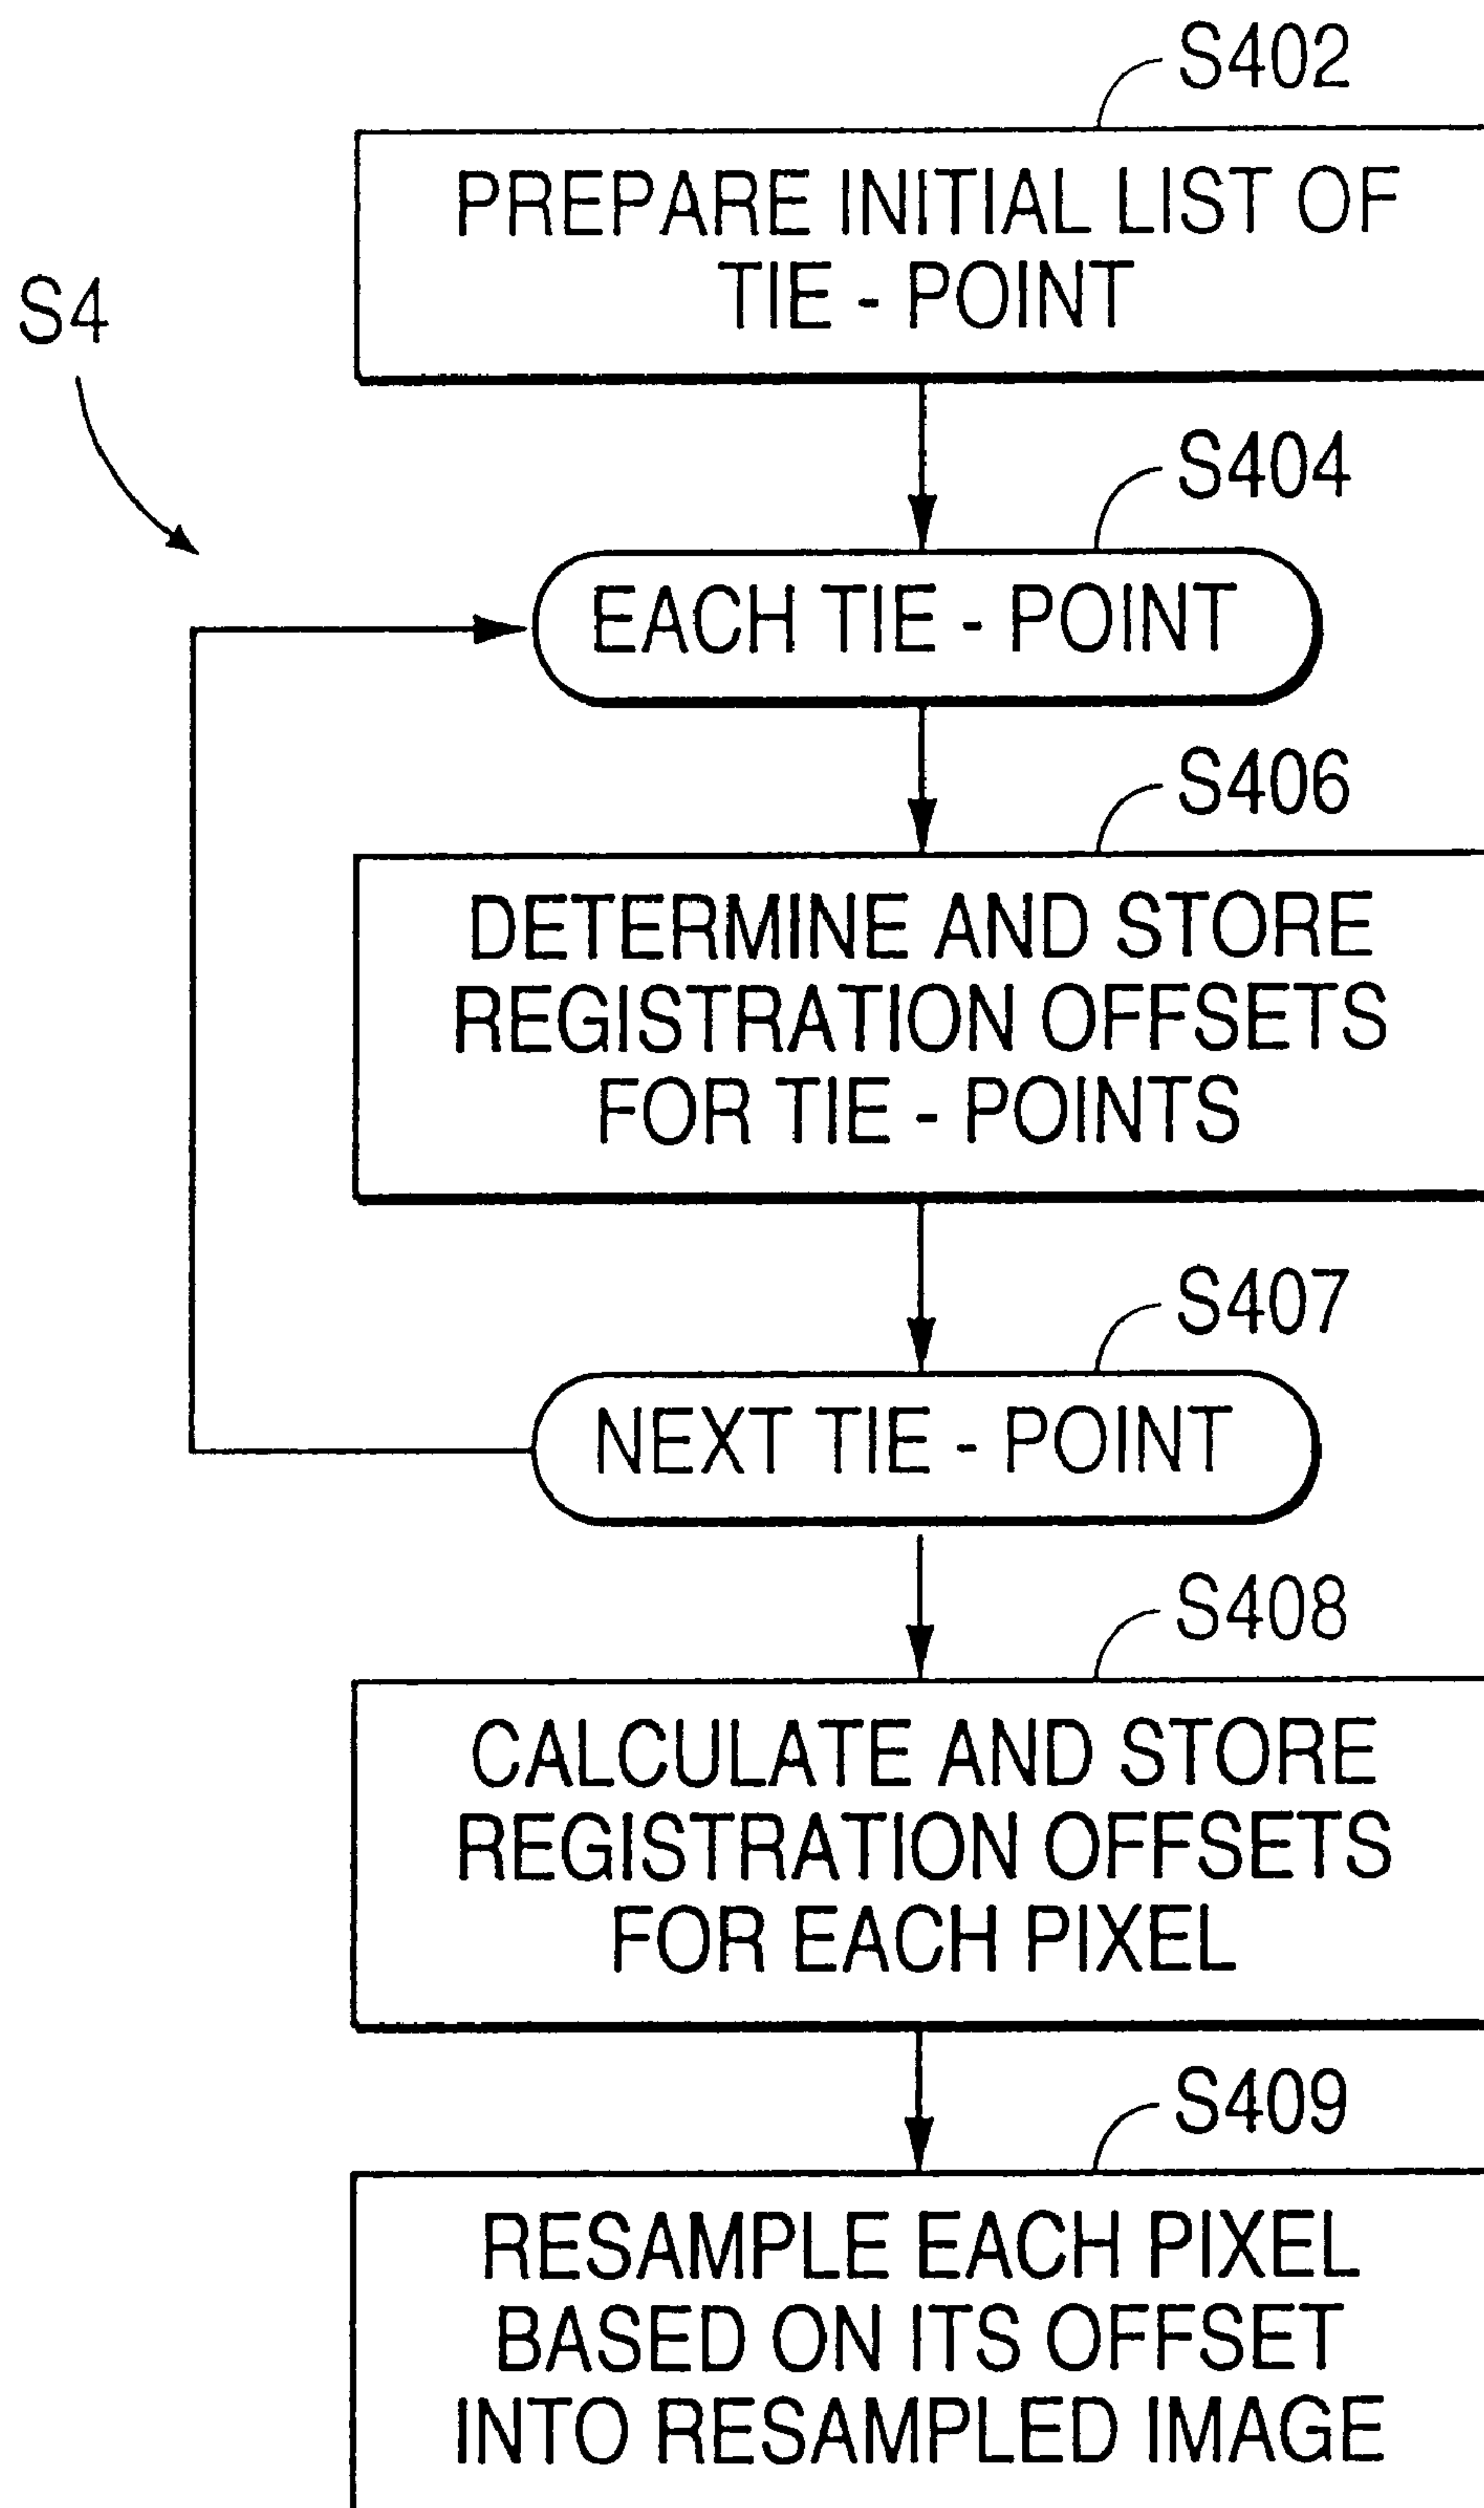 S402
PREPARE INITIAL LIST OF
TIE - POINT
S4
S404
EACH TIE - POINT
S406
DETERMINE AND STORE
REGISTRATION OFFSETS
FOR TIE - POINTS
S407
NEXT TIE - POINT
S408
CALCULATE AND STORE
REGISTRATION OFFSETS
FOR EACH PIXEL
S409
RESAMPLE EACH PIXEL
BASED ON ITS OFFSET
INTO RESAMPLED IMAGE